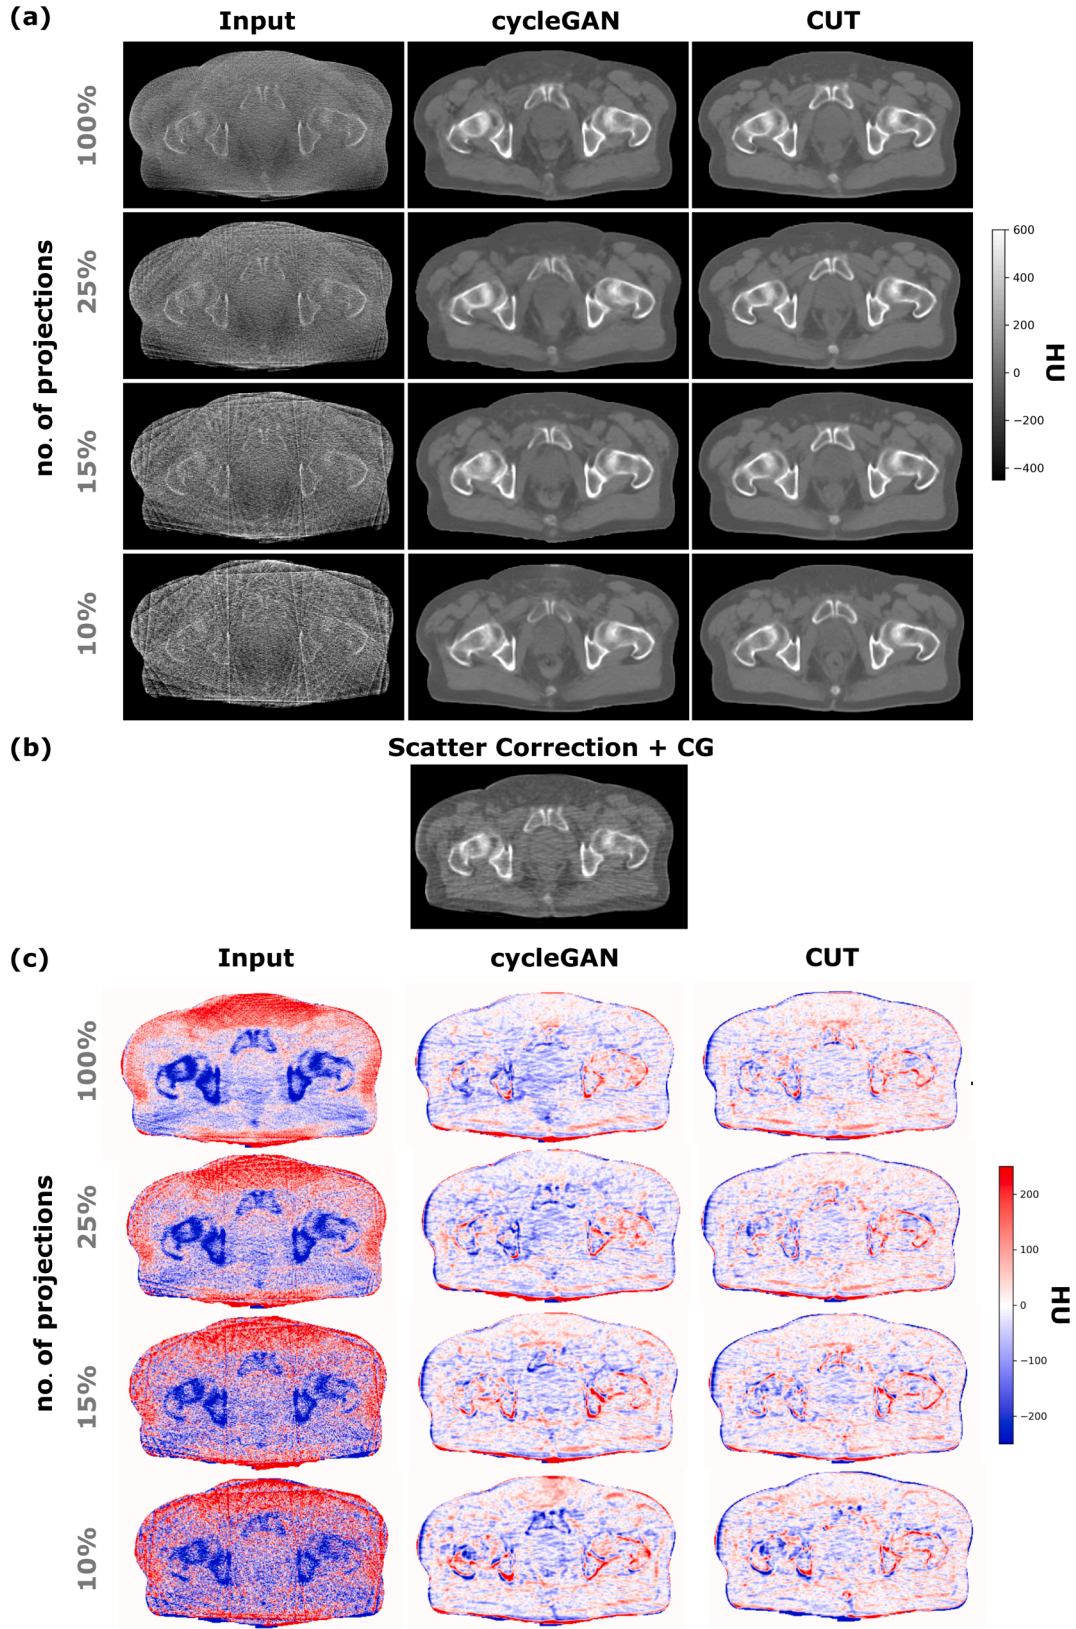 (a)
Input cycleGAN CUT
no. of projections
100%
25%
15%
10%
600
400
200
0
−200
−400
HU
(b)
Scatter Correction + CG
(c)
Input cycleGAN CUT
no. of projections
100%
25%
15%
10%
200
100
0
−100
−200
HU